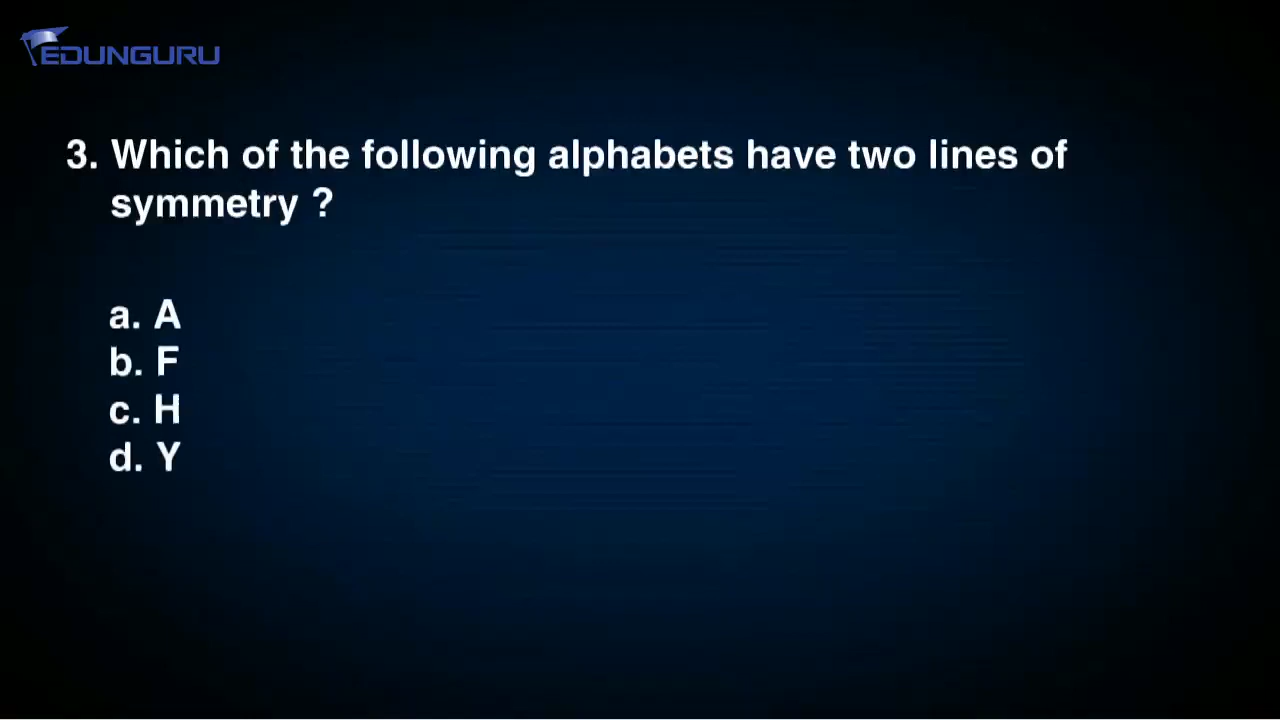 EDUNGURU
3. Which of the following alphabets have two lines of
symmetry ?
a. A
b. F
c. H
d. Y